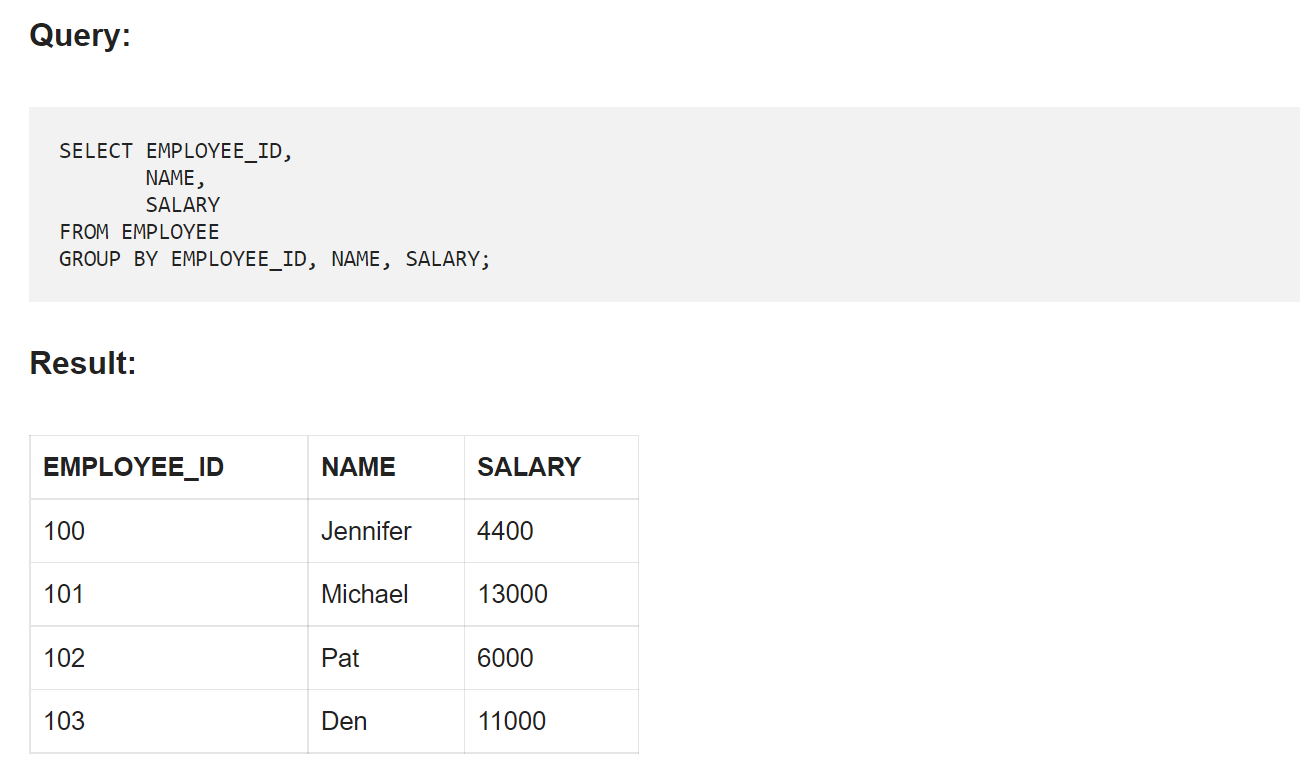 Query:
SELECT EMPLOYEE_ID,
       NAME,
       SALARY
FROM EMPLOYEE
GROUP BY EMPLOYEE_ID, NAME, SALARY;
Result:
EMPLOYEE_ID NAME SALARY
100 Jennifer 4400
101 Michael 13000
102 Pat 6000
103 Den 11000